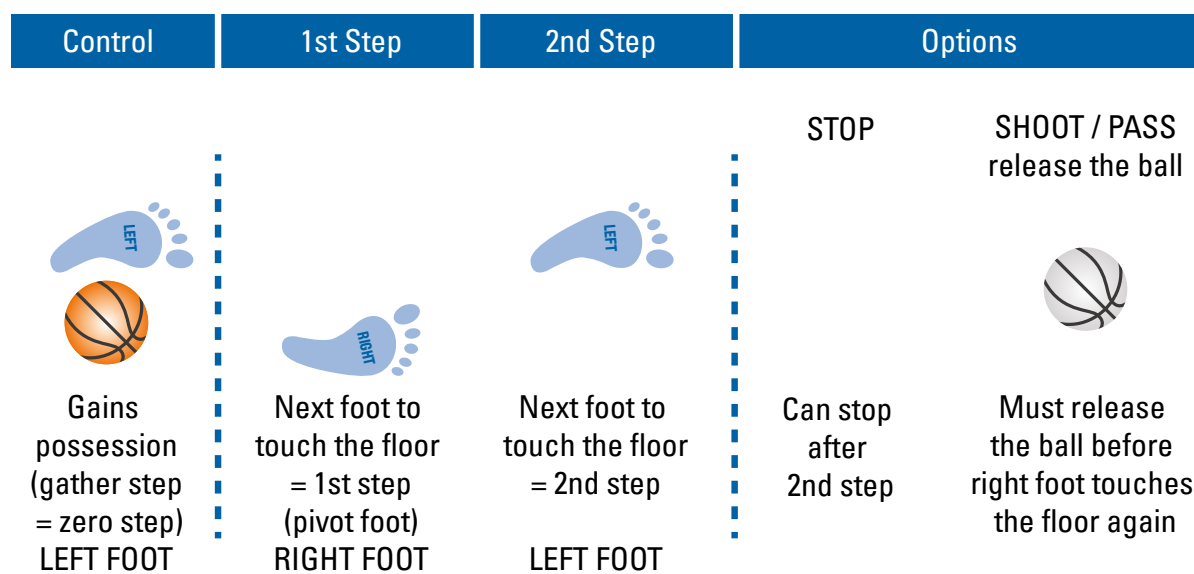 Control
1st Step
2nd Step
Options
LEFT
Gains
possession
(gather step
= zero step)
LEFT FOOT
RIGHT
Next foot to
touch the floor
= 1st step
(pivot foot)
RIGHT FOOT
LEFT
Next foot to
touch the floor
= 2nd step
LEFT FOOT
STOP
Can stop
after
2nd step
SHOOT / PASS
release the ball
Must release
the ball before
right foot touches
the floor again